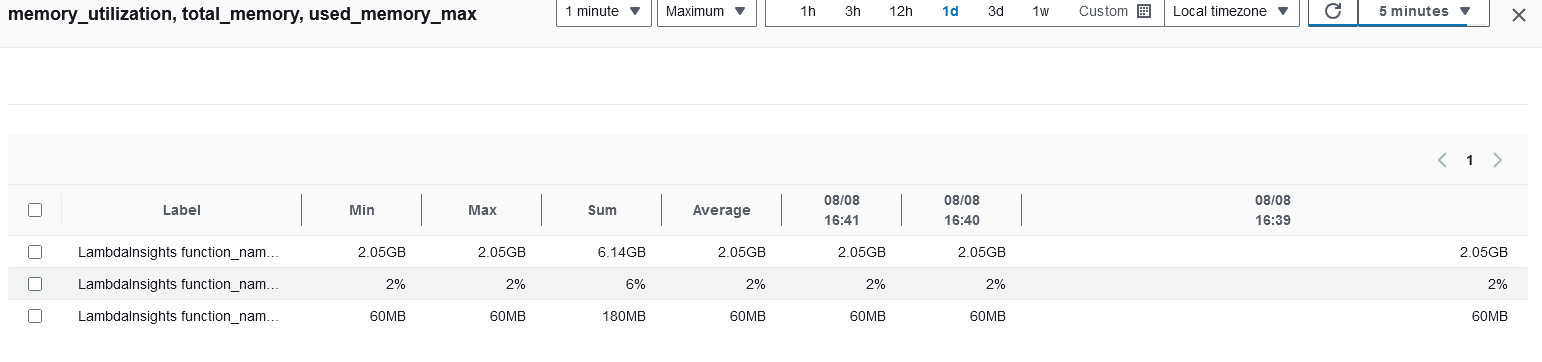 memory_utilization, total_memory, used_memory_max 1 minute Maximum 1h 3h 12h 1d 3d 1w Custom Local timezone 5 minutes
1
Label Min Max Sum Average 08/08 16:41 08/08 16:40 08/08 16:39
LambdaInsights function_nam... 2.05GB 2.05GB 6.14GB 2.05GB 2.05GB 2.05GB 2.05GB
LambdaInsights function_nam... 2% 2% 6% 2% 2% 2% 2%
LambdaInsights function_nam... 60MB 60MB 180MB 60MB 60MB 60MB 60MB